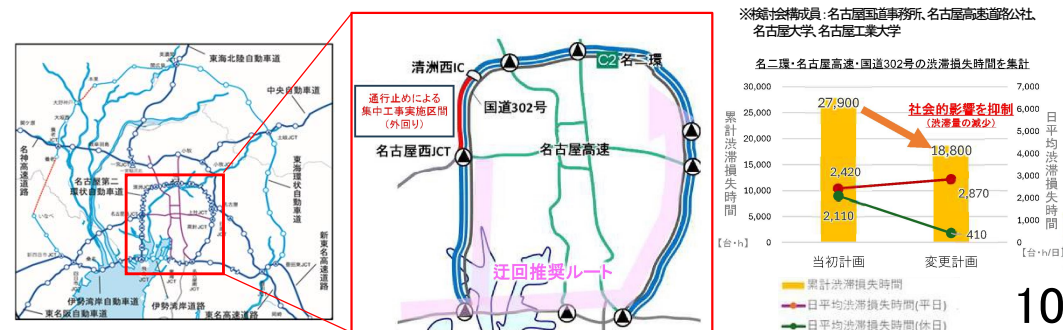 ※検討会構成員：名古屋国道事務所、名古屋高速道路公社、
名古屋大学、名古屋工業大学
東海北陸自動車道
中央自動車道
名神高速道路
東海環状自動車道
名古屋第二
環状自動車道
新東名高速道路
伊勢湾岸自動車道
伊勢湾岸道路
東名阪自動車道
東名高速道路
清洲西IC
通行止めによる
集中工事実施区間
（外回り）
国道302号
C2 名二環
名古屋西JCT
名古屋高速
迂回推奨ルート
名二環・名古屋高速・国道302号の渋滞損失時間を集計
累計渋滞損失時間
【台・h】
30,000
25,000
20,000
15,000
10,000
5,000
0
27,900
社会的影響を抑制
（渋滞量の減少）
18,800
2,420
2,870
2,110
410
7,000
6,000
5,000
4,000
3,000
2,000
1,000
0
日平均渋滞損失時間
【台・h/日】
当初計画
変更計画
累計渋滞損失時間
日平均渋滞損失時間(平日)
日平均渋滞損失時間(休日)
10